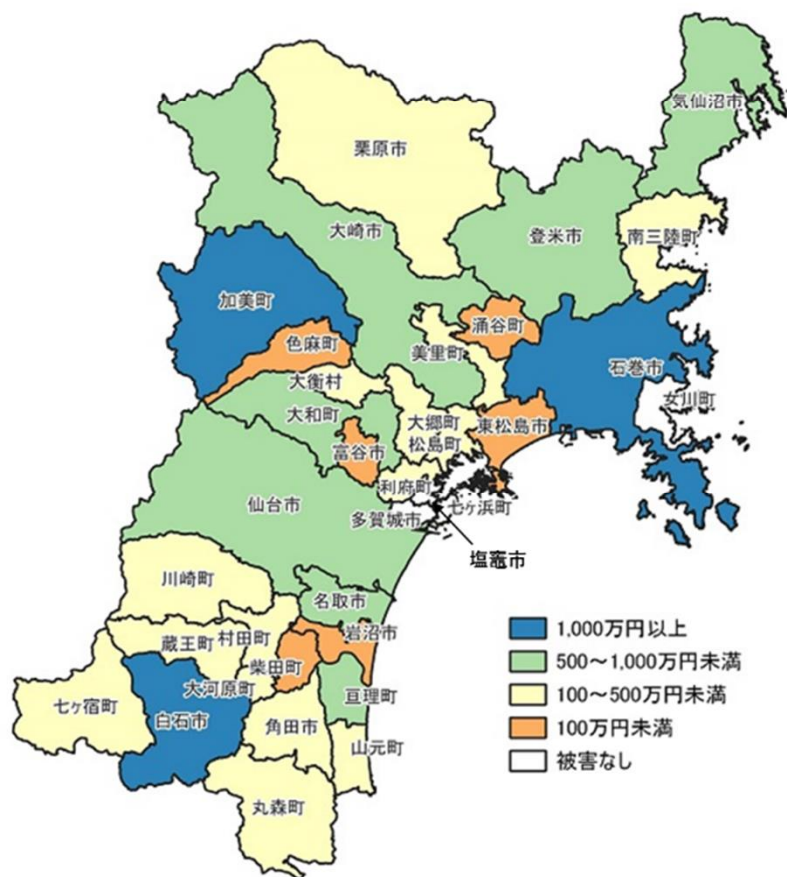 気仙沼市
栗原市
大崎市
登米市
南三陸町
加美町
涌谷町
色麻町
美里町
石巻市
大衡村
女川町
大和町
大郷町
東松島市
松島町
富谷市
利府町
仙台市
七ヶ浜町
多賀城市
塩竈市
川崎町
名取市
岩沼市
村田町
蔵王町
柴田町
大河原町
亘理町
七ヶ宿町
白石市
角田市
山元町
丸森町
1,000万円以上
500～1,000万円未満
100～500万円未満
100万円未満
被害なし